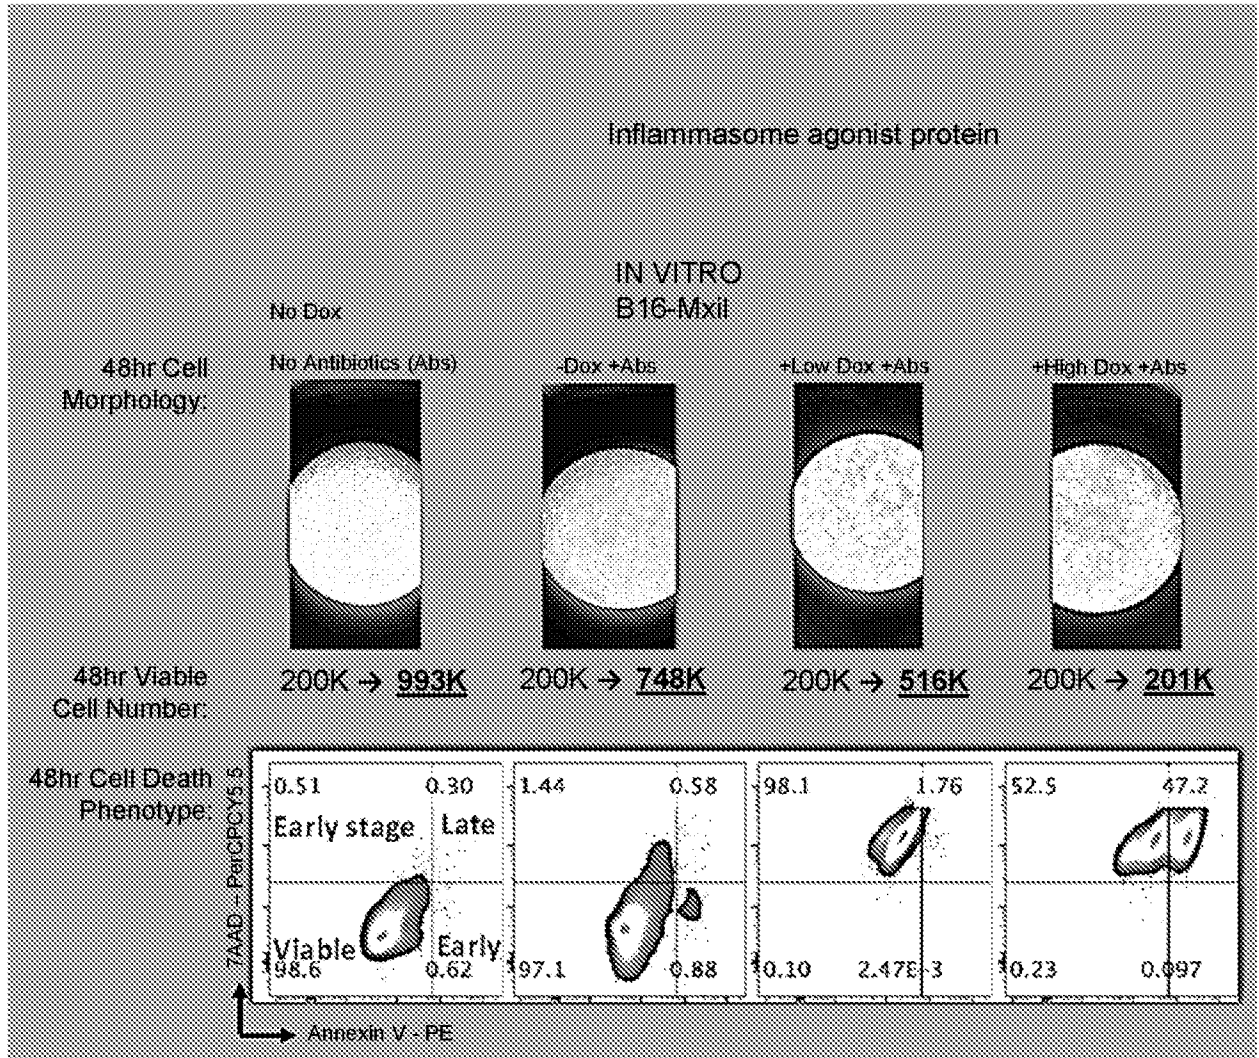 Inflammasome agonist protein
IN VITRO
B16-MxiI
No Dox
No Antibiotics (Abs)
-Dox +Abs
+Low Dox +Abs
+High Dox +Abs
48hr Cell
Morphology:
48hr Viable
Cell Number:
200K → 993K
200K → 748K
200K → 516K
200K → 201K
48hr Cell Death
Phenotype:
7AAD – PerCPCY5.5
0.51 0.30
Early stage Late
Viable Early
98.6 0.62
1.44 0.58
97.1 0.88
98.1 1.76
0.10 2.47E-3
52.5 47.2
0.23 0.097
Annexin V - PE